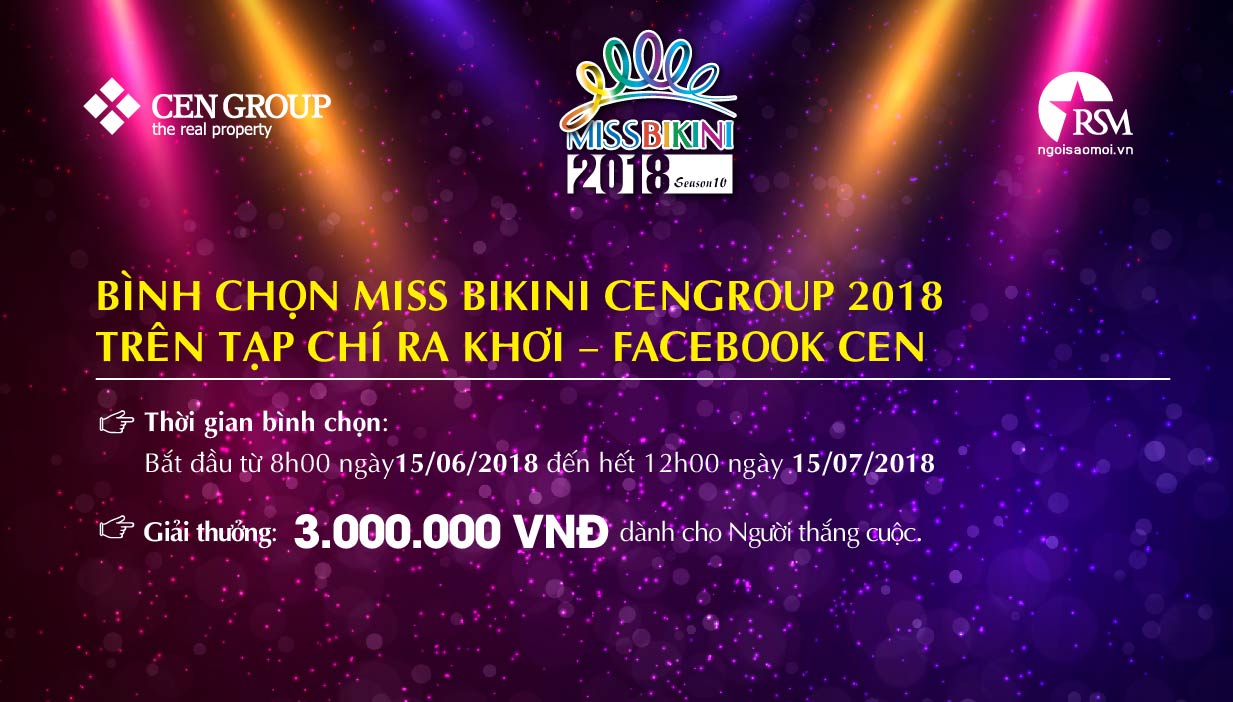 CEN GROUP
the real property
MISS BIKINI
2018 Season10
RSM
ngoisaomoi.vn
BÌNH CHỌN MISS BIKINI CENGROUP 2018
TRÊN TẠP CHÍ RA KHƠI – FACEBOOK CEN
Thời gian bình chọn:
Bắt đầu từ 8h00 ngày15/06/2018 đến hết 12h00 ngày 15/07/2018
Giải thưởng: 3.000.000 VNĐ dành cho Người thắng cuộc.